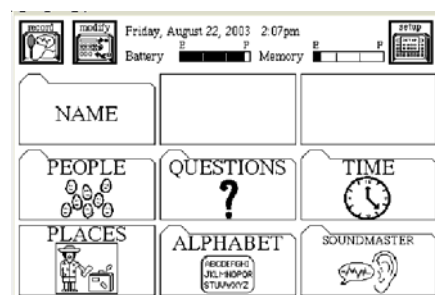 record modify Friday, August 22, 2003 2:07pm setup
E F E F
Battery Memory
NAME
PEOPLE QUESTIONS TIME
?
PLACES ALPHABET SOUNDMASTER
ABCDEFGHI
JKLMNOPQR
STUVWXYZ